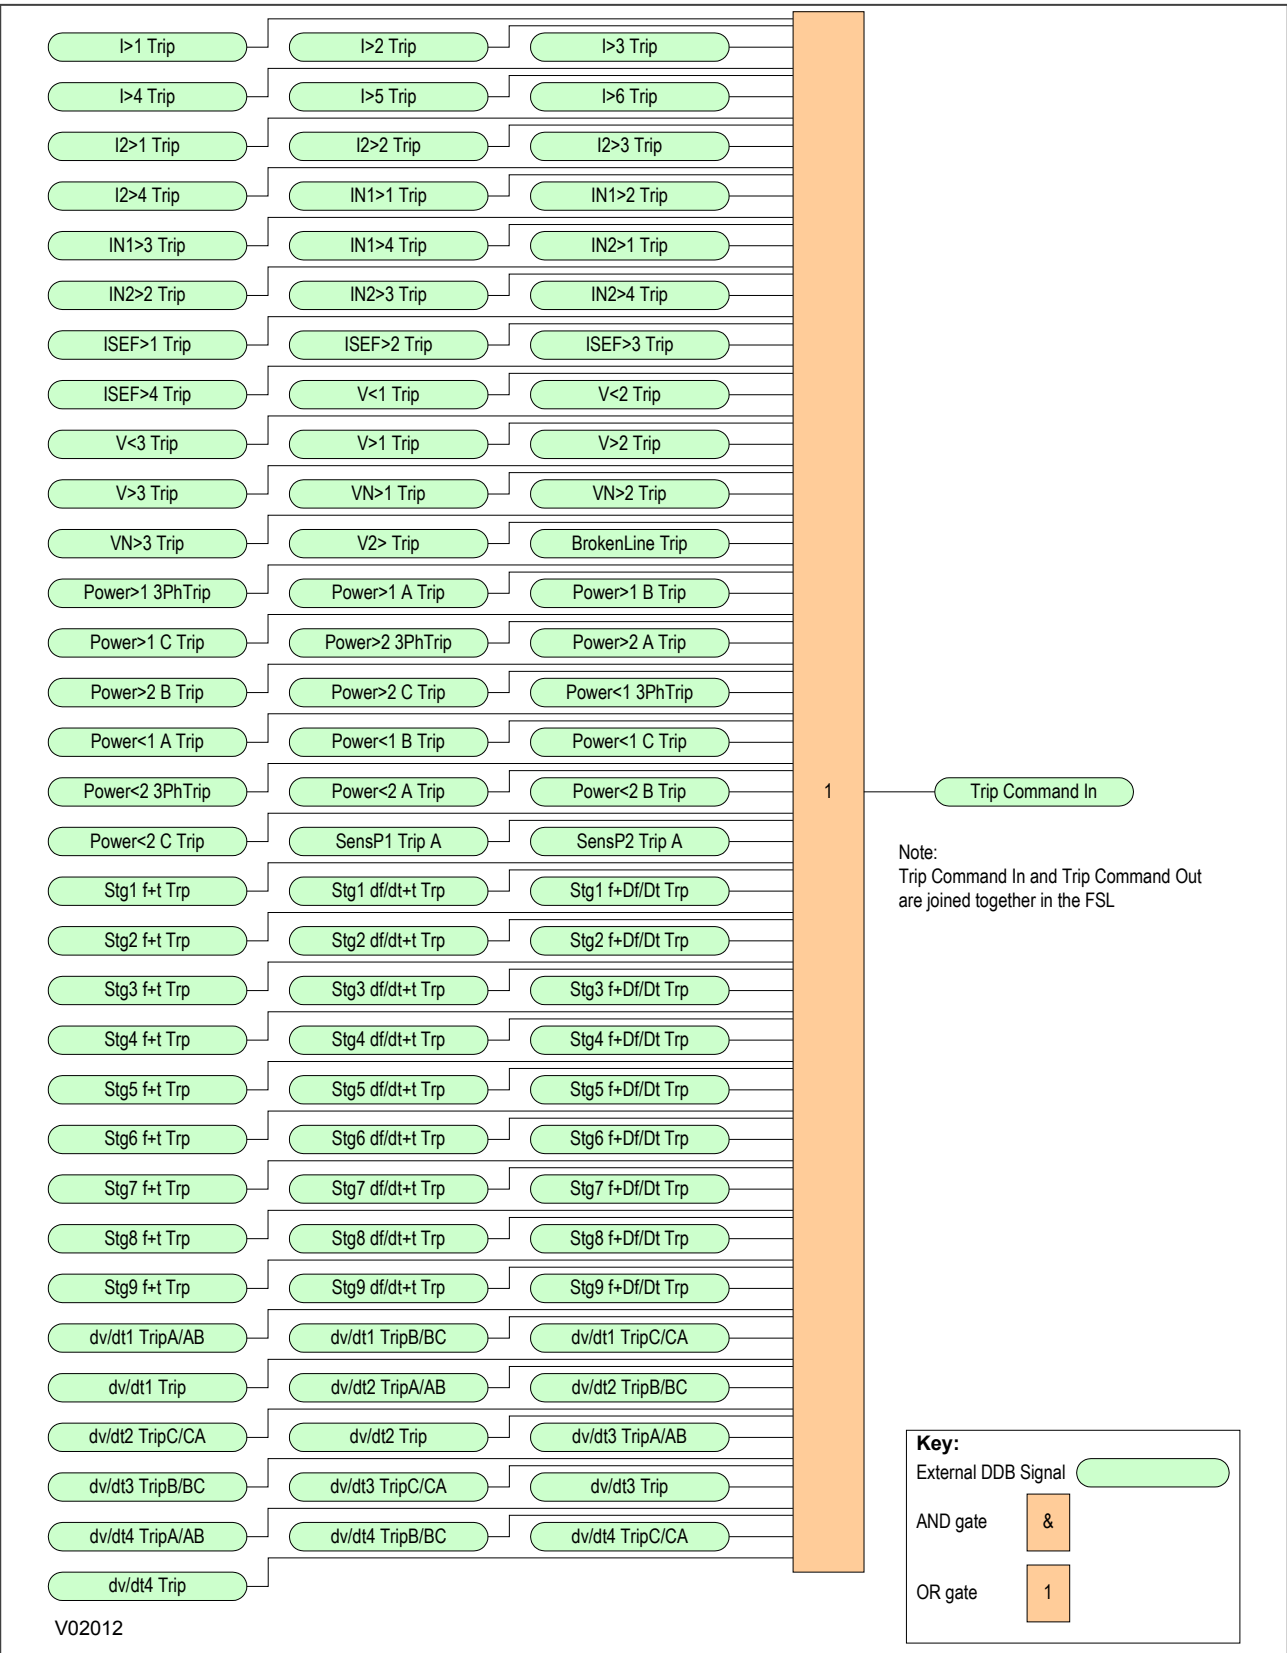 I>1 Trip I>2 Trip I>3 Trip
I>4 Trip I>5 Trip I>6 Trip
I2>1 Trip I2>2 Trip I2>3 Trip
I2>4 Trip IN1>1 Trip IN1>2 Trip
IN1>3 Trip IN1>4 Trip IN2>1 Trip
IN2>2 Trip IN2>3 Trip IN2>4 Trip
ISEF>1 Trip ISEF>2 Trip ISEF>3 Trip
ISEF>4 Trip V<1 Trip V<2 Trip
V<3 Trip V>1 Trip V>2 Trip
V>3 Trip VN>1 Trip VN>2 Trip
VN>3 Trip V2> Trip BrokenLine Trip
Power>1 3PhTrip Power>1 A Trip Power>1 B Trip
Power>1 C Trip Power>2 3PhTrip Power>2 A Trip
Power>2 B Trip Power>2 C Trip Power<1 3PhTrip
Power<1 A Trip Power<1 B Trip Power<1 C Trip
Power<2 3PhTrip Power<2 A Trip Power<2 B Trip 1 Trip Command In
Power<2 C Trip SensP1 Trip A SensP2 Trip A
Note:
Trip Command In and Trip Command Out
are joined together in the FSL
Stg1 f+t Trp Stg1 df/dt+t Trp Stg1 f+Df/Dt Trp
Stg2 f+t Trp Stg2 df/dt+t Trp Stg2 f+Df/Dt Trp
Stg3 f+t Trp Stg3 df/dt+t Trp Stg3 f+Df/Dt Trp
Stg4 f+t Trp Stg4 df/dt+t Trp Stg4 f+Df/Dt Trp
Stg5 f+t Trp Stg5 df/dt+t Trp Stg5 f+Df/Dt Trp
Stg6 f+t Trp Stg6 df/dt+t Trp Stg6 f+Df/Dt Trp
Stg7 f+t Trp Stg7 df/dt+t Trp Stg7 f+Df/Dt Trp
Stg8 f+t Trp Stg8 df/dt+t Trp Stg8 f+Df/Dt Trp
Stg9 f+t Trp Stg9 df/dt+t Trp Stg9 f+Df/Dt Trp
dv/dt1 TripA/AB dv/dt1 TripB/BC dv/dt1 TripC/CA
dv/dt1 Trip dv/dt2 TripA/AB dv/dt2 TripB/BC
dv/dt2 TripC/CA dv/dt2 Trip dv/dt3 TripA/AB
dv/dt3 TripB/BC dv/dt3 TripC/CA dv/dt3 Trip
dv/dt4 TripA/AB dv/dt4 TripB/BC dv/dt4 TripC/CA
dv/dt4 Trip
Key:
External DDB Signal
AND gate &
OR gate 1
V02012